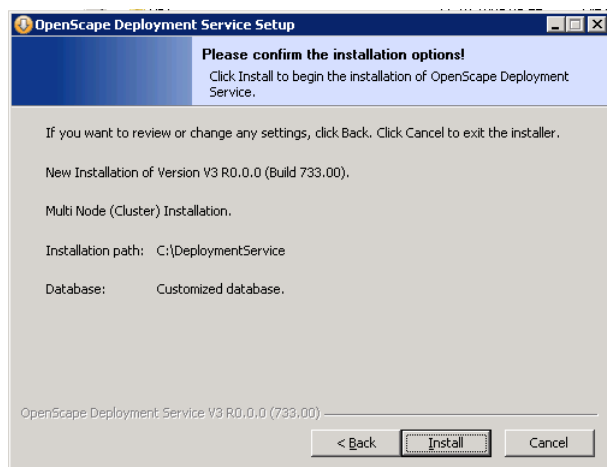 OpenScape Deployment Service Setup
Please confirm the installation options!
Click Install to begin the installation of OpenScape Deployment
Service.
If you want to review or change any settings, click Back. Click Cancel to exit the installer.
New Installation of Version V3 R0.0.0 (Build 733.00).
Multi Node (Cluster) Installation.
Installation path: C:\DeploymentService
Database: Customized database.
OpenScape Deployment Service V3 R0.0.0 (733.00)
< Back Install Cancel